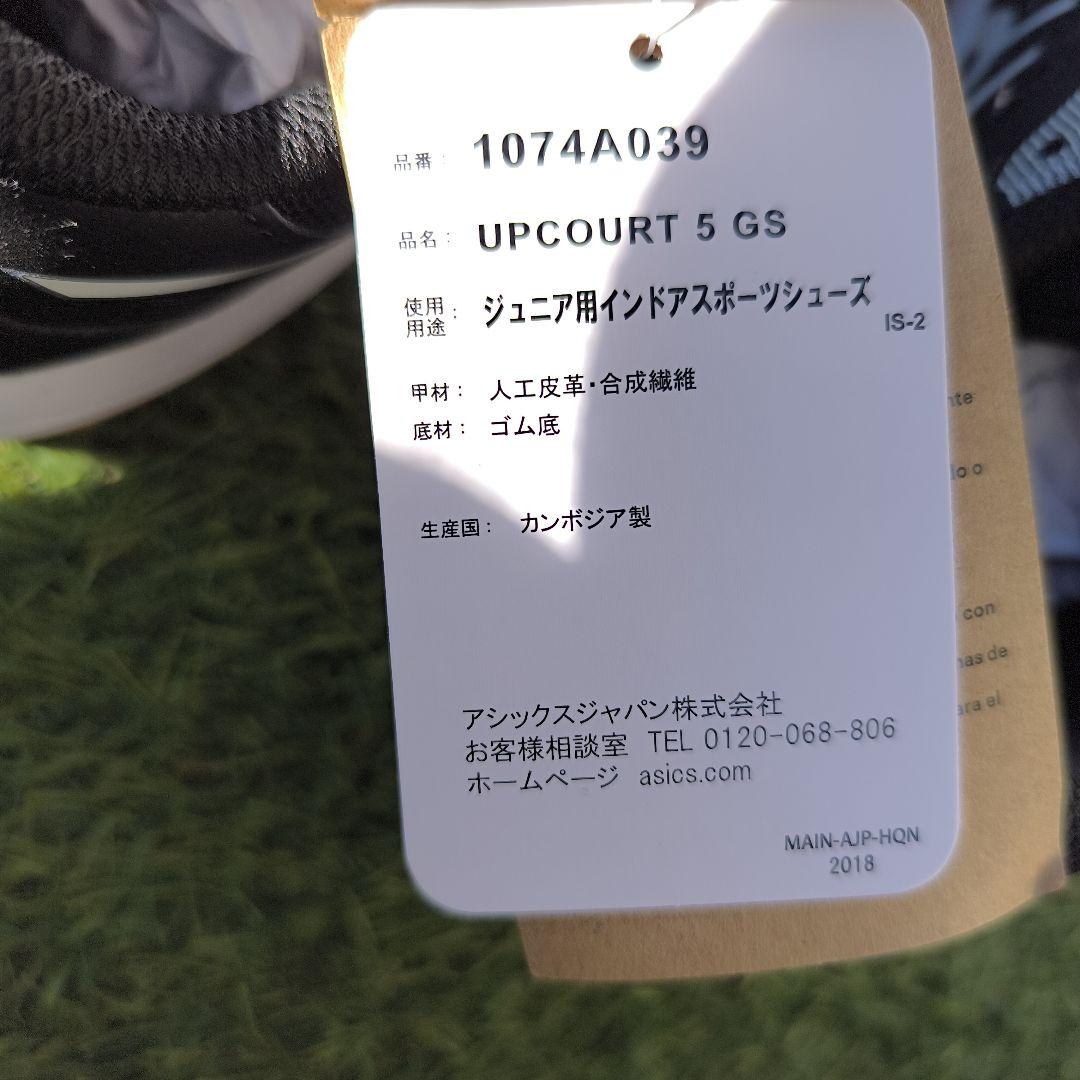 品番： 1074A039
品名： UPCOURT 5 GS
使用用途： ジュニア用インドアスポーツシューズ
IS-2
甲材： 人工皮革・合成繊維
底材： ゴム底
生産国： カンボジア製
アシックスジャパン株式会社
お客様相談室 TEL 0120-068-806
ホームページ asics.com
MAIN-AJP-HQN
2018
con
de
el